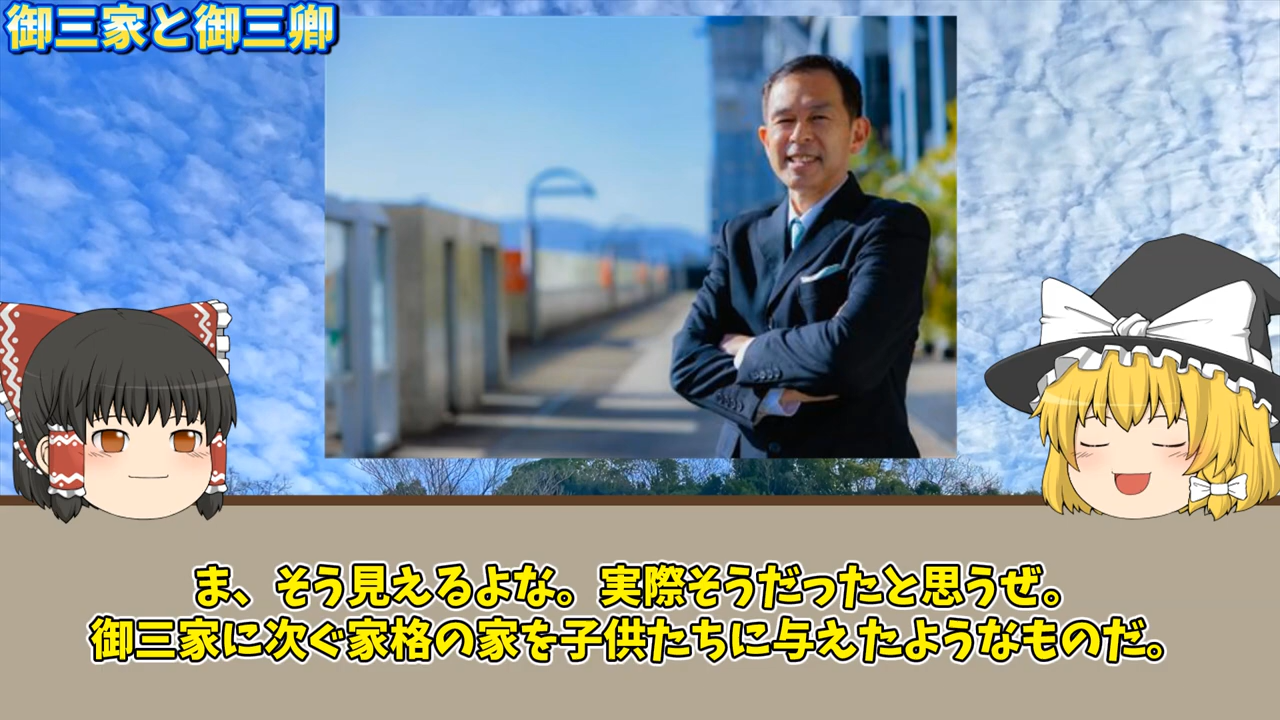 御三家と御三卿
ま、そう見えるよな。実際そうだったと思うぜ。
御三家に次ぐ家格の家を子供たちに与えたようなものだ。